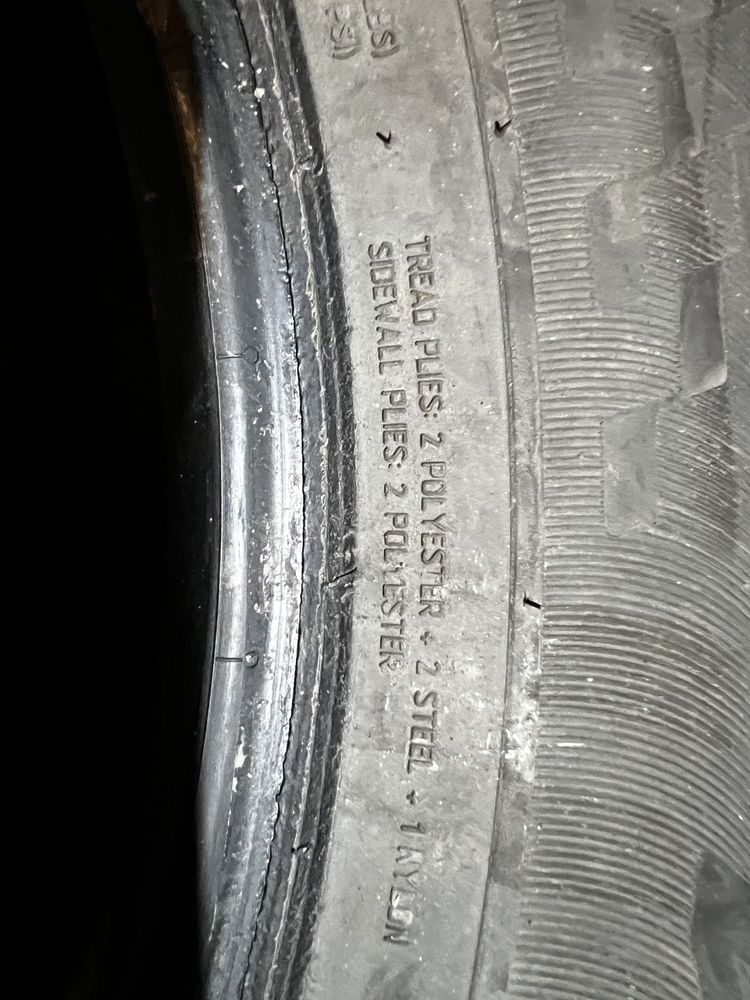 TREAD PLIES: 2 POLYESTER + 2 STEEL + 1 NYLON
SIDEWALL PLIES: 2 POLYESTER